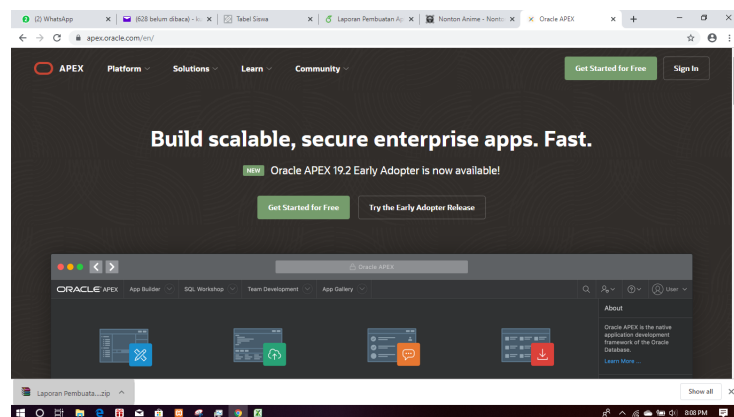 (2) WhatsApp
(628 belum dibaca) - k
Tabel Siswa
Laporan Pembuatan Ap
Nonton Anime - Nonto
Oracle APEX
apex.oracle.com/en/
APEX
Platform
Solutions
Learn
Community
Get Started for Free
Sign In
Build scalable, secure enterprise apps. Fast.
NEW Oracle APEX 19.2 Early Adopter is now available!
Get Started for Free
Try the Early Adopter Release
Oracle APEX
ORACLE APEX
App Builder
SQL Workshop
Team Development
App Gallery
User
About
Oracle APEX is the native
application development
framework of the Oracle
Database.
Learn More ...
Laporan Pembuata....zip
Show all
8:08 PM